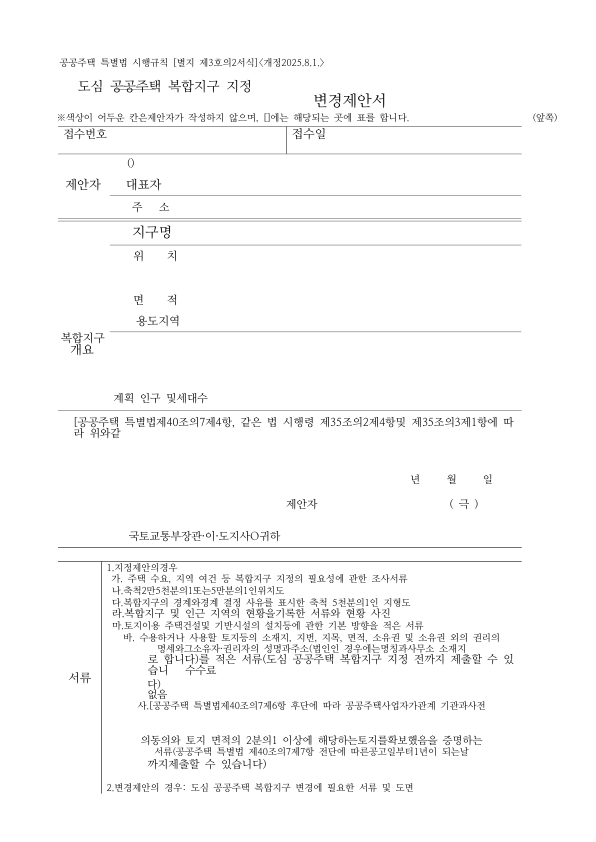 공공주택 특별법 시행규칙 [별지 제3호의2서식]<개정2025.8.1.>
도심 공공주택 복합지구 지정
변경제안서
※색상이 어두운 칸은제안자가 작성하지 않으며, []에는 해당되는 곳에 표를 합니다. (앞쪽)
접수번호 접수일
()
제안자 대표자
주 소
지구명
위 치
면 적
용도지역
복합지구
개요
계획 인구 및세대수
[공공주택 특별법제40조의7제4항, 같은 법 시행령 제35조의2제4항및 제35조의3제1항에 따
라 위와같
년 월 일
제안자 ( 극 )
국토교통부장관·이·도지사O귀하
1.지정제안의경우
가. 주택 수요, 지역 여건 등 복합지구 지정의 필요성에 관한 조사서류
나.축척2만5천분의1또는5만분의1인위치도
다.복합지구의 경계와경계 결정 사유를 표시한 축척 5천분의1인 지형도
라.복합지구 및 인근 지역의 현황을기록한 서류와 현황 사진
마.토지이용 주택건설및 기반시설의 설치등에 관한 기본 방향을 적은 서류
바. 수용하거나 사용할 토지등의 소재지, 지번, 지목, 면적, 소유권 및 소유권 외의 권리의
명세와그소유자·권리자의 성명과주소(법인인 경우에는명칭과사무소 소재지
로 합니다)를 적은 서류(도심 공공주택 복합지구 지정 전까지 제출할 수 있
습니 수수료
서류
다)
없음
사.[공공주택 특별법제40조의7제6항 후단에 따라 공공주택사업자가관계 기관과사전
의동의와 토지 면적의 2분의1 이상에 해당하는토지를확보했음을 증명하는
서류(공공주택 특별법 제40조의7제7항 전단에 따른공고일부터1년이 되는날
까지제출할 수 있습니다)
2.변경제안의 경우: 도심 공공주택 복합지구 변경에 필요한 서류 및 도면